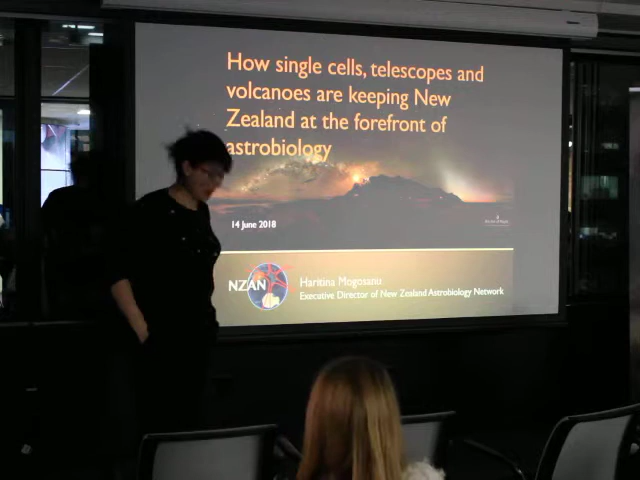 How single cells, telescopes and
volcanoes are keeping New
Zealand at the forefront of
astrobiology
14 June 2018
NZAN
Haritina Mogosanu
Executive Director of New Zealand Astrobiology Network